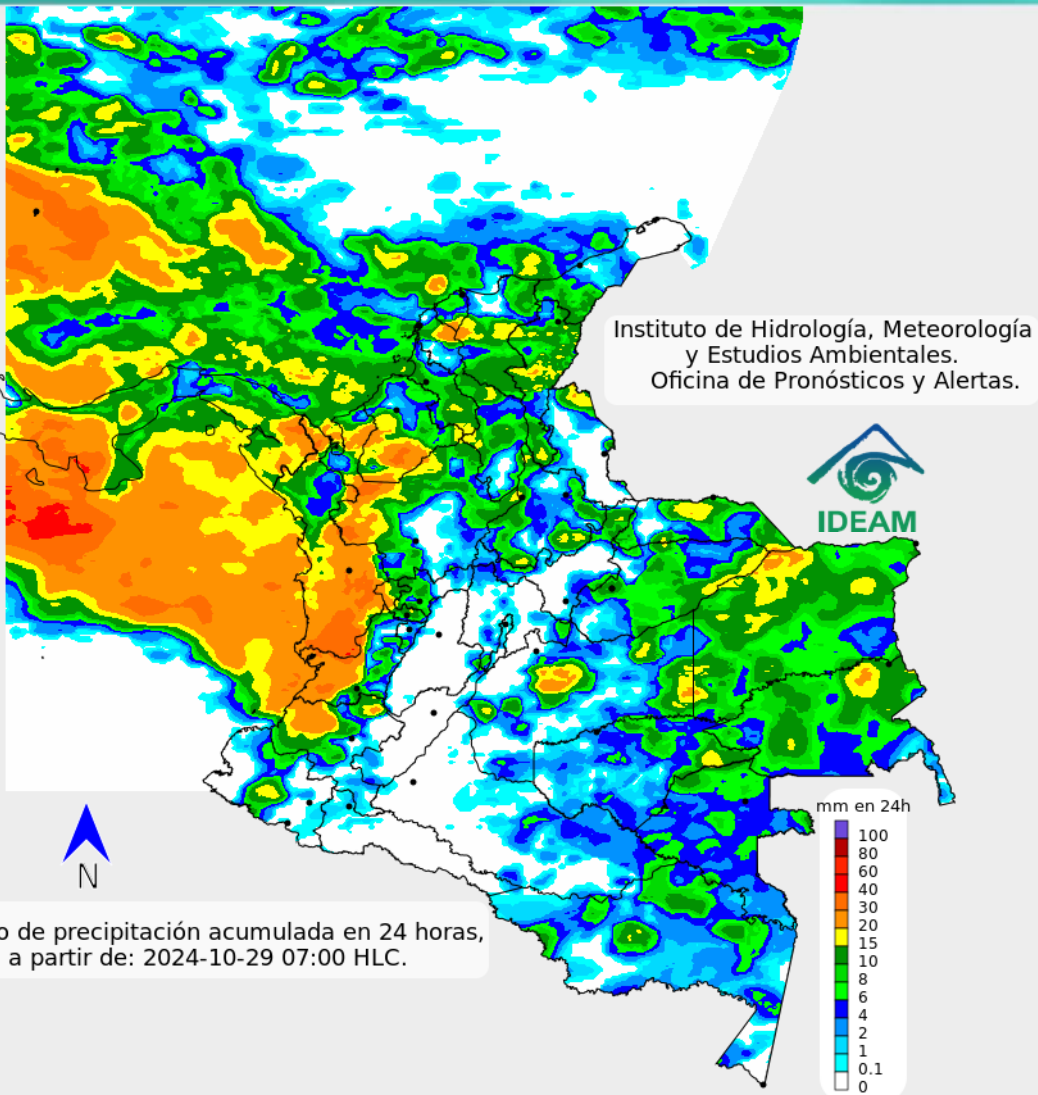 Instituto de Hidrología, Meteorología
y Estudios Ambientales.
Oficina de Pronósticos y Alertas.
IDEAM
mm en 24h
100
80
60
40
30
20
15
10
8
6
4
2
1
0.1
0
N
o de precipitación acumulada en 24 horas,
a partir de: 2024-10-29 07:00 HLC.